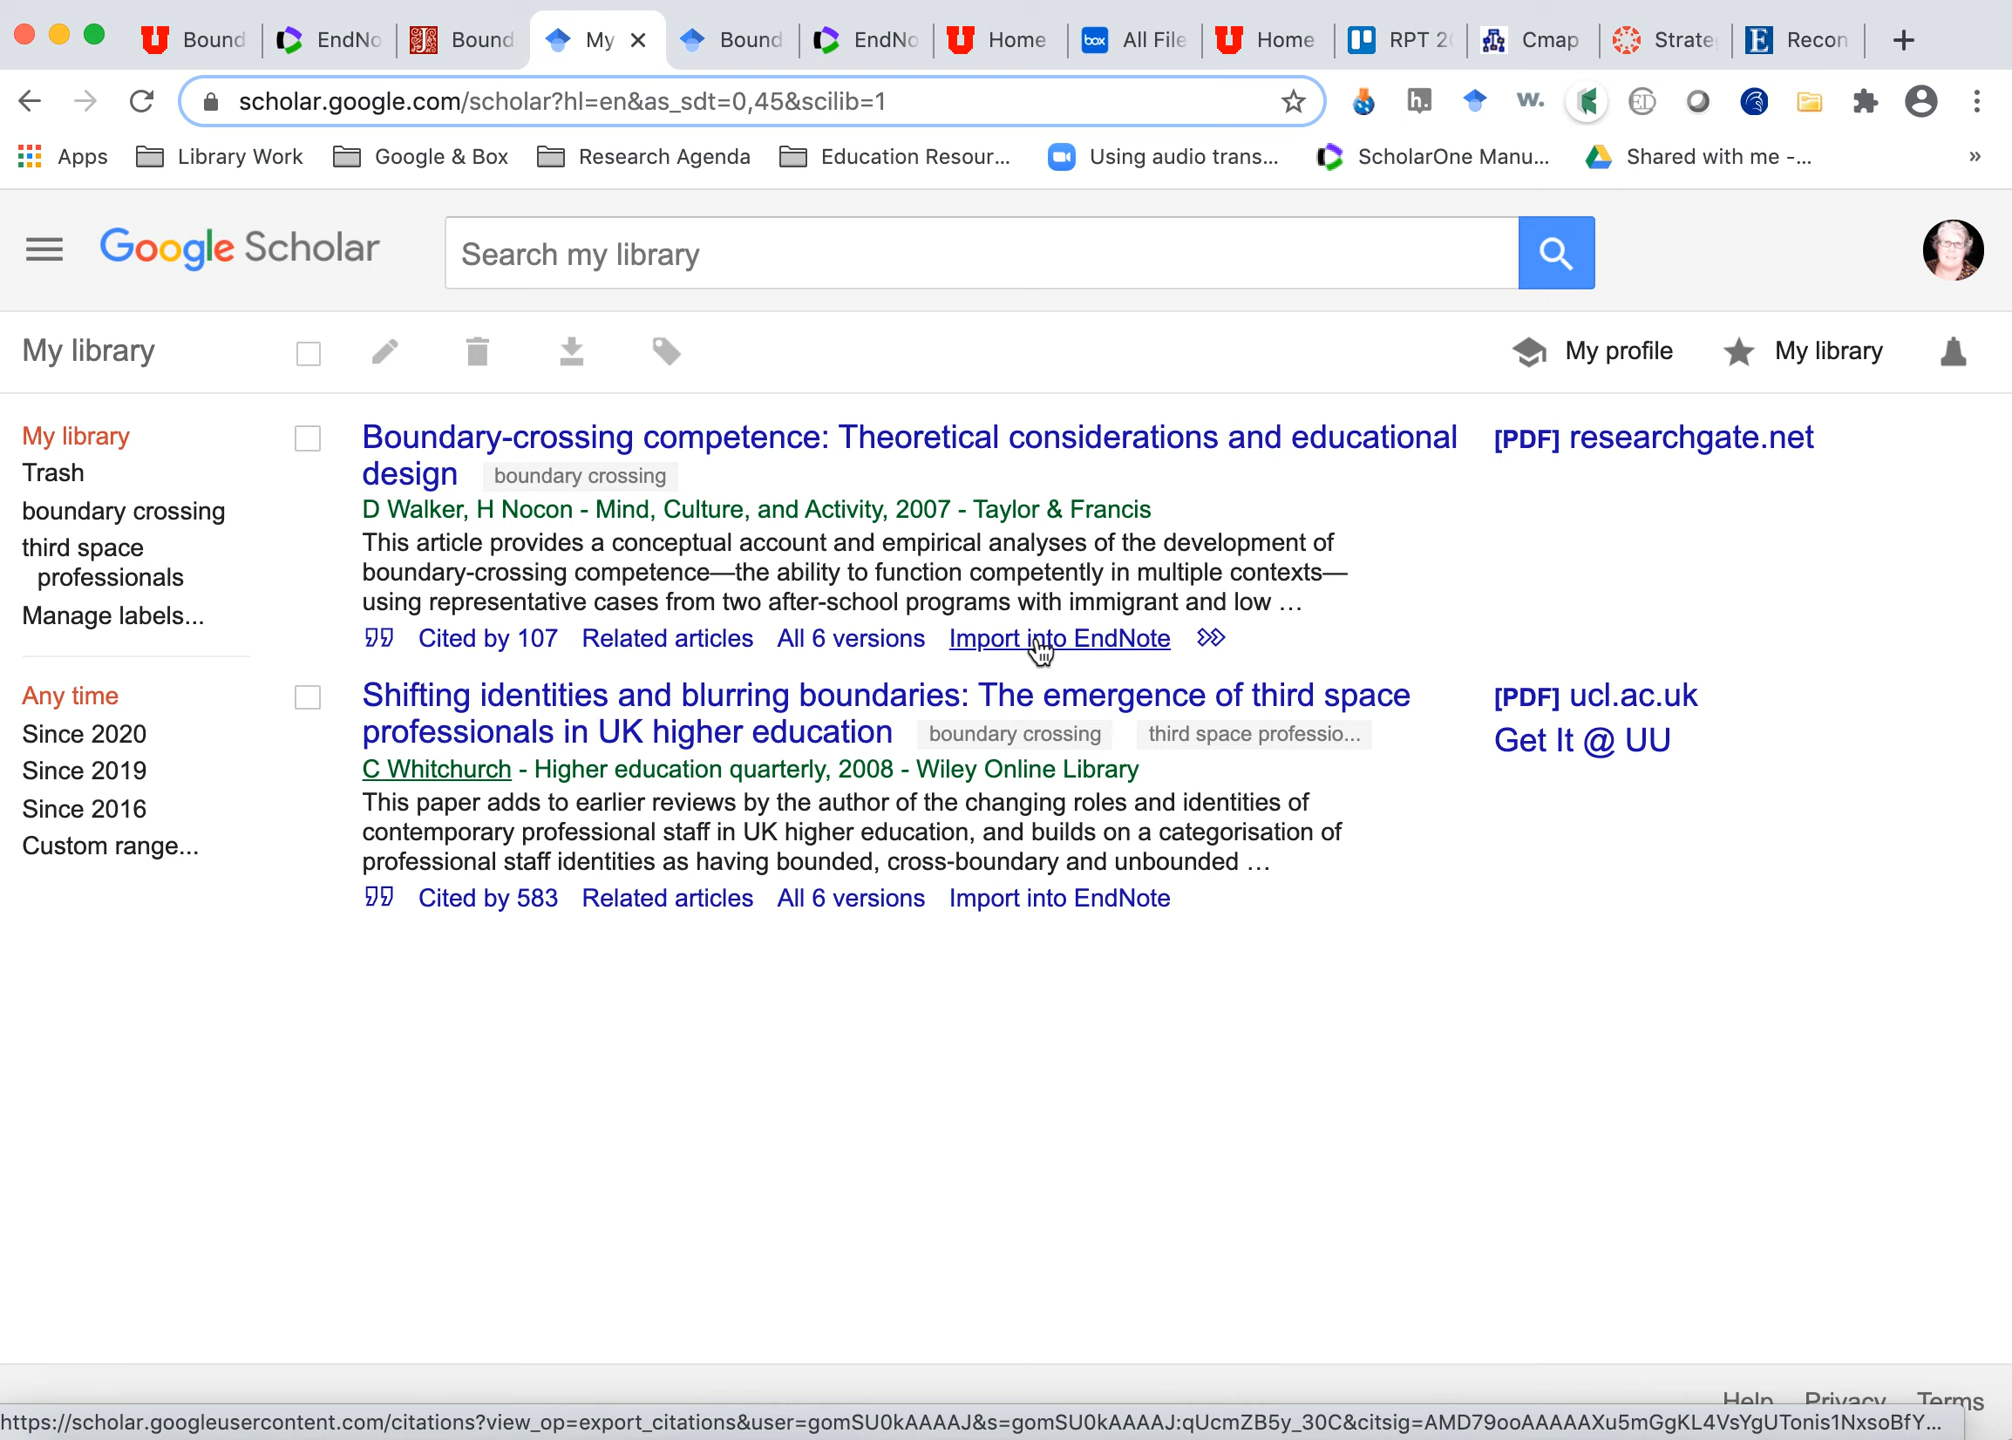 Bound
EndNo
Bound
My
Bound
EndNo
Home
box All File
Home
RPT 2
Cmap
Strate
E Recon
scholar.google.com/scholar?hl=en&as_sdt=0,45&scilib=1
h.
w.
ED
Apps
Library Work
Google & Box
Research Agenda
Education Resour...
Using audio trans...
ScholarOne Manu...
Shared with me -...
»
Google Scholar
Search my library
My library
My profile
My library
My library
Trash
boundary crossing
third space
professionals
Manage labels...
Any time
Since 2020
Since 2019
Since 2016
Custom range...
Boundary-crossing competence: Theoretical considerations and educational
design boundary crossing
D Walker, H Nocon - Mind, Culture, and Activity, 2007 - Taylor & Francis
This article provides a conceptual account and empirical analyses of the development of
boundary-crossing competence—the ability to function competently in multiple contexts—
using representative cases from two after-school programs with immigrant and low …
Cited by 107 Related articles All 6 versions Import into EndNote
[PDF] researchgate.net
Shifting identities and blurring boundaries: The emergence of third space
professionals in UK higher education boundary crossing third space professio...
C Whitchurch - Higher education quarterly, 2008 - Wiley Online Library
This paper adds to earlier reviews by the author of the changing roles and identities of
contemporary professional staff in UK higher education, and builds on a categorisation of
professional staff identities as having bounded, cross-boundary and unbounded …
Cited by 583 Related articles All 6 versions Import into EndNote
[PDF] ucl.ac.uk
Get It @ UU
Help Privacy Terms
https://scholar.googleusercontent.com/citations?view_op=export_citations&user=gomSU0kAAAAJ&s=gomSU0kAAAAJ:qUcmZB5y_30C&citsig=AMD79ooAAAAAXu5mGgKL4VsYgUTonis1NxsoBfY...